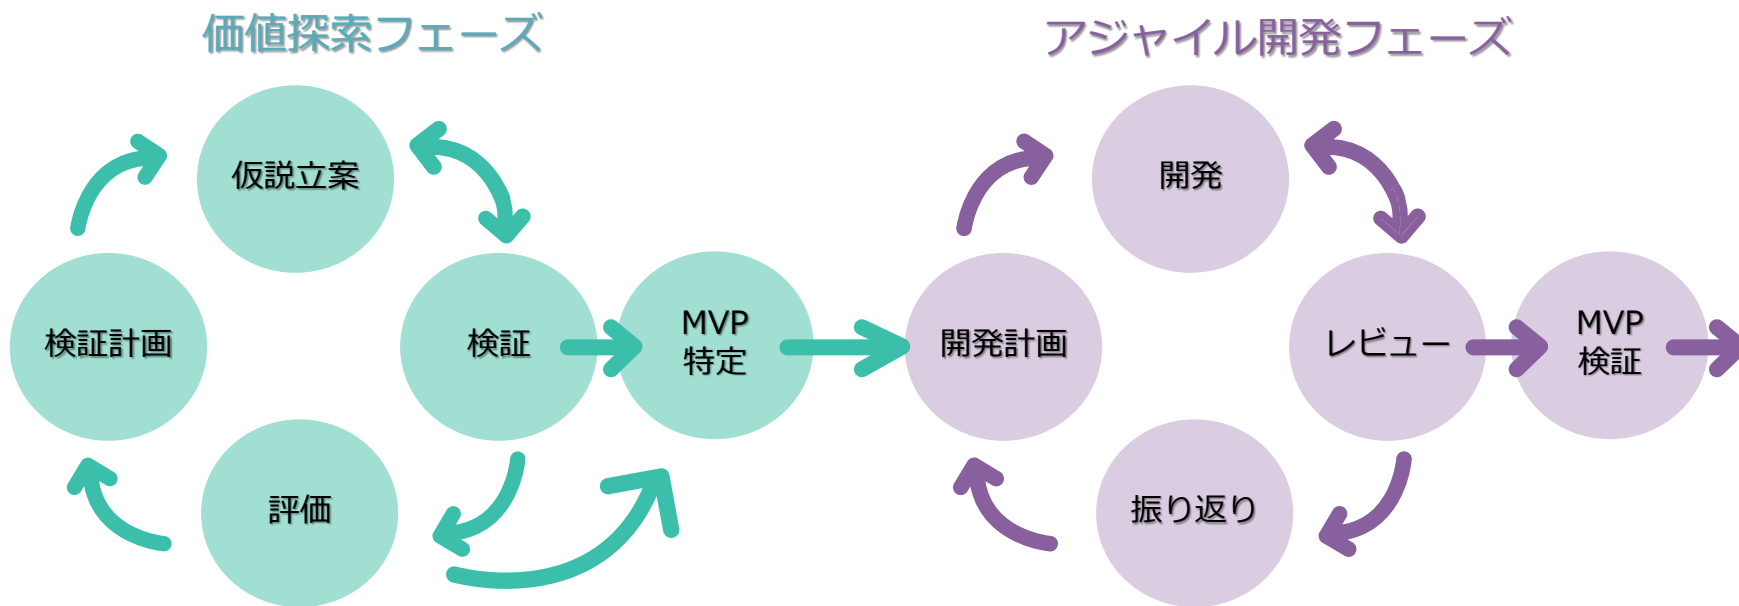 価値探索フェーズ
アジャイル開発フェーズ
仮説立案
検証計画
検証
MVP
特定
評価
開発
開発計画
レビュー
MVP
検証
振り返り